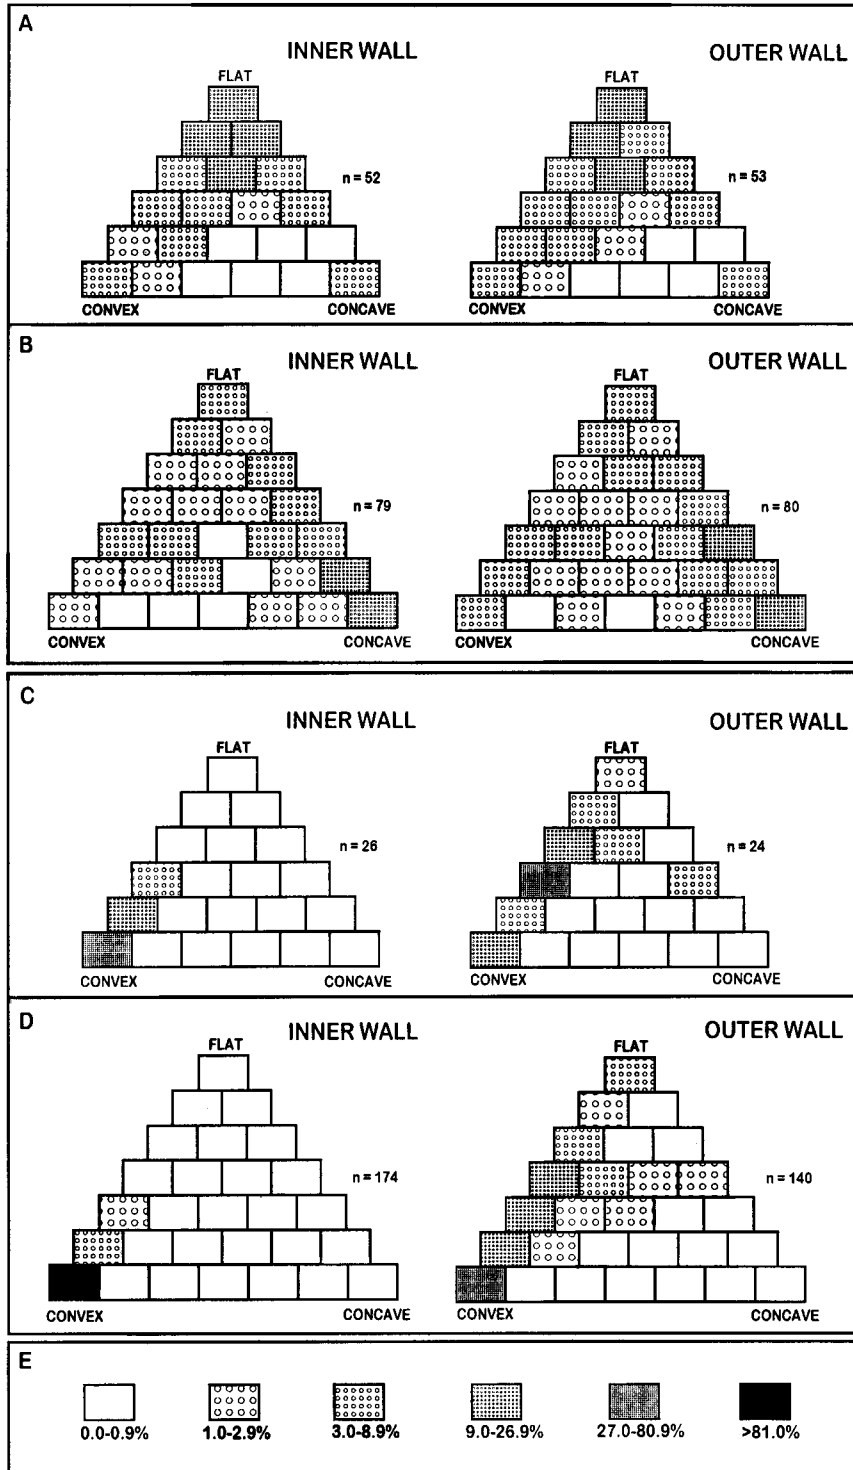 A
INNER WALL
OUTER WALL
FLAT
FLAT
n = 52
n = 53
CONVEX
CONCAVE
CONVEX
CONCAVE
B
INNER WALL
OUTER WALL
FLAT
FLAT
n = 79
n = 80
CONVEX
CONCAVE
CONVEX
CONCAVE
C
INNER WALL
OUTER WALL
FLAT
FLAT
n = 26
n = 24
CONVEX
CONCAVE
CONVEX
CONCAVE
D
INNER WALL
OUTER WALL
FLAT
FLAT
n = 174
n = 140
CONVEX
CONCAVE
CONVEX
CONCAVE
E
0.0-0.9%
1.0-2.9%
3.0-8.9%
9.0-26.9%
27.0-80.9%
>81.0%